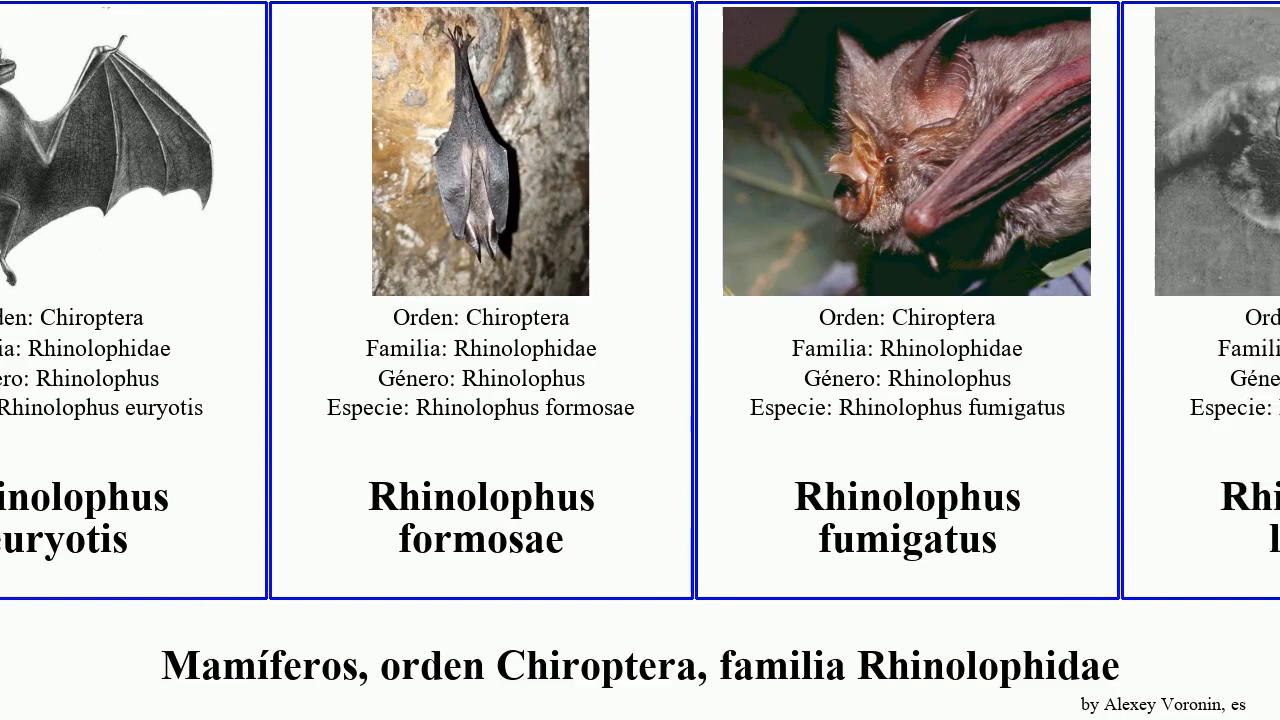 den: Chiroptera
ia: Rhinolophidae
ero: Rhinolophus
Rhinolophus euryotis
inolophus
euryotis
Orden: Chiroptera
Familia: Rhinolophidae
Género: Rhinolophus
Especie: Rhinolophus formosae
Rhinolophus
formosae
Orden: Chiroptera
Familia: Rhinolophidae
Género: Rhinolophus
Especie: Rhinolophus fumigatus
Rhinolophus
fumigatus
Ord
Famili
Géne
Especie:
Rhi
l
Mamíferos, orden Chiroptera, familia Rhinolophidae
by Alexey Voronin, es